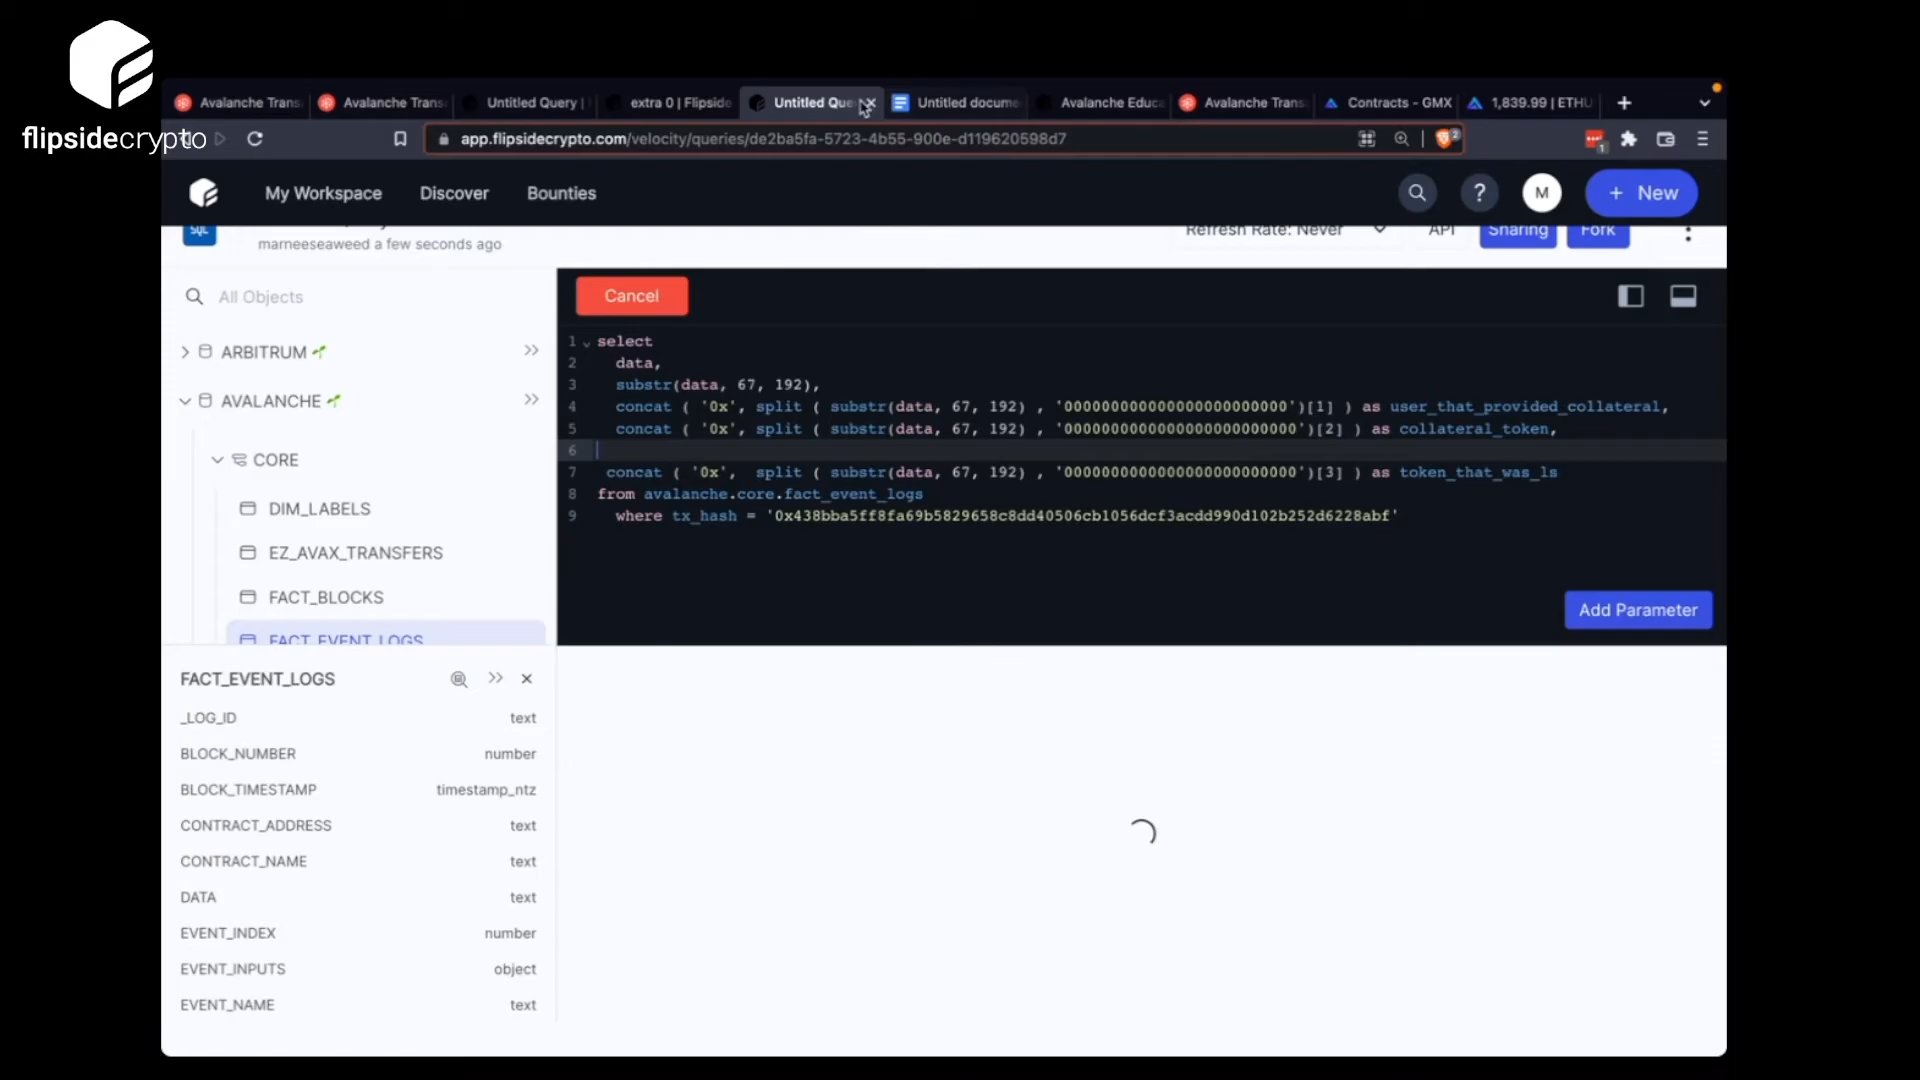 flipsidecrypto
Avalanche Trans
Avalanche Trans
Untitled Query |
extra 0 | Flipside
Untitled Que
Untitled docume
Avalanche Educa
Avalanche Trans
Contracts - GMX
1,839.99 | ETHU
app.flipsidecrypto.com/velocity/queries/de2ba5fa-5723-4b55-900e-d119620598d7
My Workspace
Discover
Bounties
?
M
+ New
SQL
marneeseaweed a few seconds ago
Refresh Rate: Never
API
Sharing
Fork
All Objects
Cancel
ARBITRUM
AVALANCHE
CORE
DIM_LABELS
EZ_AVAX_TRANSFERS
FACT_BLOCKS
FACT_EVENT_LOGS
1 select
2 data,
3 substr(data, 67, 192),
4 concat ( '0x', split ( substr(data, 67, 192) , '000000000000000000000000')[1] ) as user_that_provided_collateral,
5 concat ( '0x', split ( substr(data, 67, 192) , '0000000000000000000000000')[2] ) as collateral_token,
6
7 concat ( '0x', split ( substr(data, 67, 192) , '0000000000000000000000000')[3] ) as token_that_was_ls
8 from avalanche.core.fact_event_logs
9 where tx_hash = '0x438bba5ff8fa69b5829658c8dd40506cb1056dcf3acdd990d102b252d6228abf'
Add Parameter
FACT_EVENT_LOGS
_LOG_ID text
BLOCK_NUMBER number
BLOCK_TIMESTAMP timestamp_ntz
CONTRACT_ADDRESS text
CONTRACT_NAME text
DATA text
EVENT_INDEX number
EVENT_INPUTS object
EVENT_NAME text